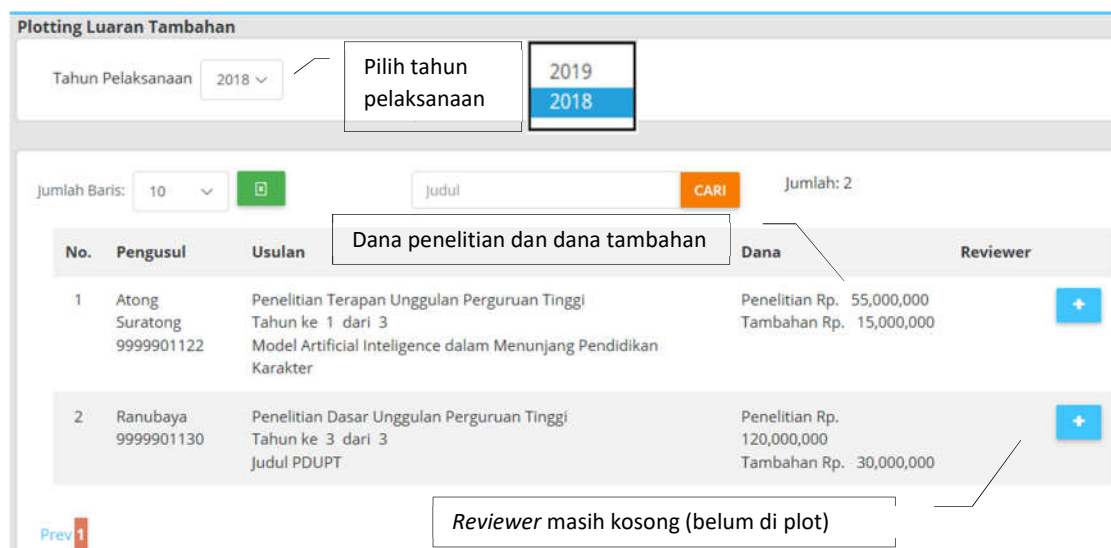 Plotting Luaran Tambahan
Tahun Pelaksanaan 2018
Pilih tahun
pelaksanaan
2019
2018
Jumlah Baris: 10 Judul CARI Jumlah: 2
Dana penelitian dan dana tambahan
No. Pengusul Usulan Dana Reviewer
1 Atong Penelitian Terapan Unggulan Perguruan Tinggi Penelitian Rp. 55,000,000
Suratong Tahun ke 1 dari 3 Tambahan Rp. 15,000,000
9999901122 Model Artificial Inteligence dalam Menunjang Pendidikan
Karakter
2 Ranubaya Penelitian Dasar Unggulan Perguruan Tinggi Penelitian Rp.
9999901130 Tahun ke 3 dari 3 120,000,000
Judul PDUPT Tambahan Rp. 30,000,000
Reviewer masih kosong (belum di plot)
Prev 1